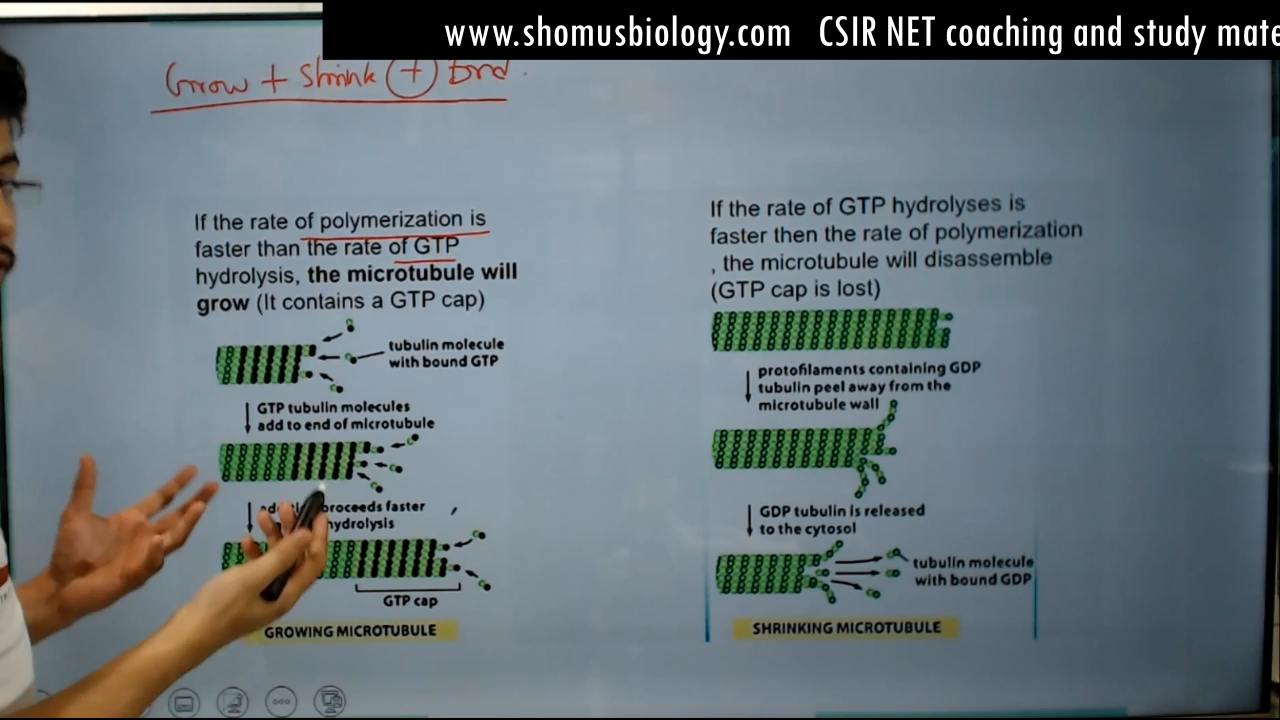 www.shomusbiology.com CSIR NET coaching and study mate
Grow + Shrink +
If the rate of polymerization is
faster than the rate of GTP
hydrolysis, the microtubule will
grow (It contains a GTP cap)
tubulin molecule
with bound GTP
GTP tubulin molecules
add to end of microtubule
proceeds faster
hydrolysis
GTP cap
GROWING MICROTUBULE
If the rate of GTP hydrolyses is
faster then the rate of polymerization
, the microtubule will disassemble
(GTP cap is lost)
protofilaments containing GDP
tubulin peel away from the
microtubule wall
GDP tubulin is released
to the cytosol
tubulin molecule
with bound GDP
SHRINKING MICROTUBULE